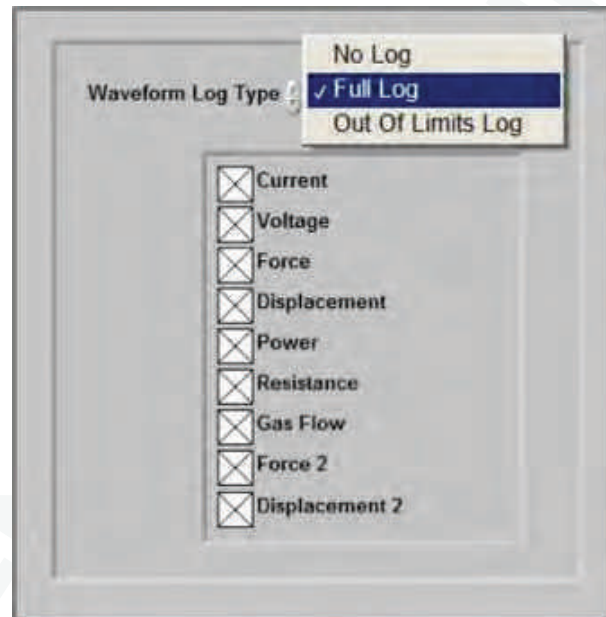 No Log
Waveform Log Type ✓ Full Log
Out Of Limits Log
Current
Voltage
Force
Displacement
Power
Resistance
Gas Flow
Force 2
Displacement 2